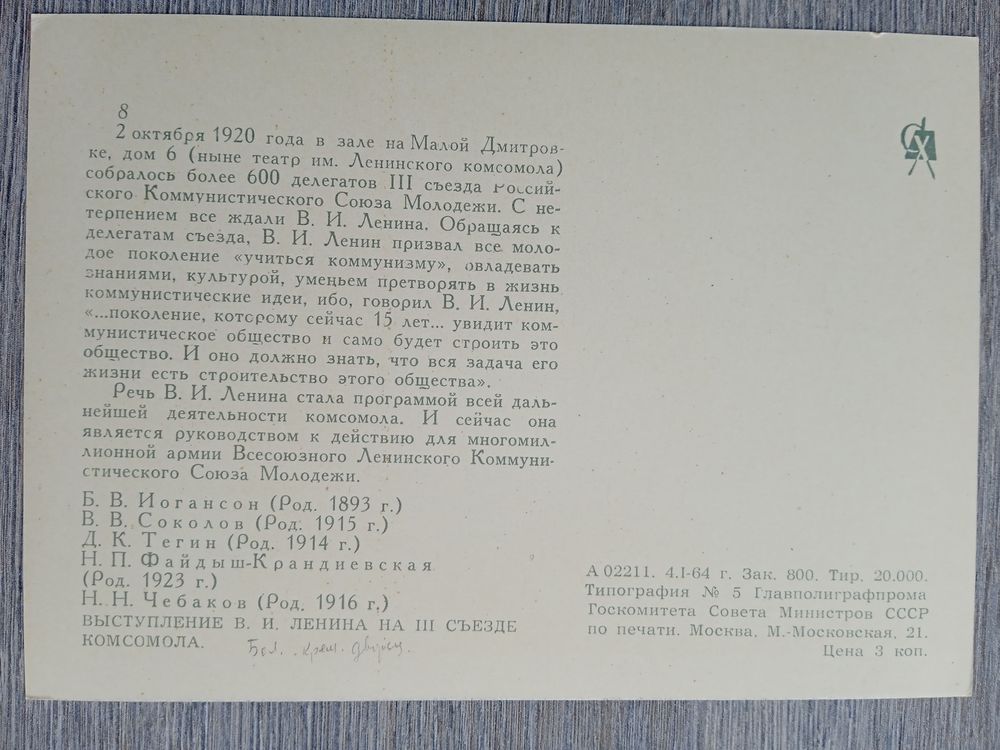 8
2 октября 1920 года в зале на Малой Дмитров-
ке, дом 6 (ныне театр им. Ленинского комсомола)
собралось более 600 делегатов III съезда Россий-
ского Коммунистического Союза Молодежи. С не-
терпением все ждали В. И. Ленина. Обращаясь к
делегатам съезда, В. И. Ленин призвал все моло-
дое поколение «учиться коммунизму», овладевать
знаниями, культурой, уменьем претворять в жизнь
коммунистические идеи, ибо, говорил В. И. Ленин,
«...поколение, которому сейчас 15 лет... увидит ком-
мунистическое общество и само будет строить это
общество. И оно должно знать, что вся задача его
жизни есть строительство этого общества».
Речь В. И. Ленина стала программой всей даль-
нейшей деятельности комсомола. И сейчас она
является руководством к действию для многомил-
лионной армии Всесоюзного Ленинского Коммуни-
стического Союза Молодежи.
Б. В. Иогансон (Род. 1893 г.)
В. В. Соколов (Род. 1915 г.)
Д. К. Тегин (Род. 1914 г.)
Н. П. Файдыш-Крандиевская
(Род. 1923 г.)
Н. Н. Чебаков (Род. 1916 г.)
ВЫСТУПЛЕНИЕ В. И. ЛЕНИНА НА III СЪЕЗДЕ
КОМСОМОЛА. Бол. крем. дворец.
А 02211. 4.I-64 г. Зак. 800. Тир. 20.000.
Типография № 5 Главполиграфпрома
Госкомитета Совета Министров СССР
по печати. Москва, М.-Московская, 21.
Цена 3 коп.